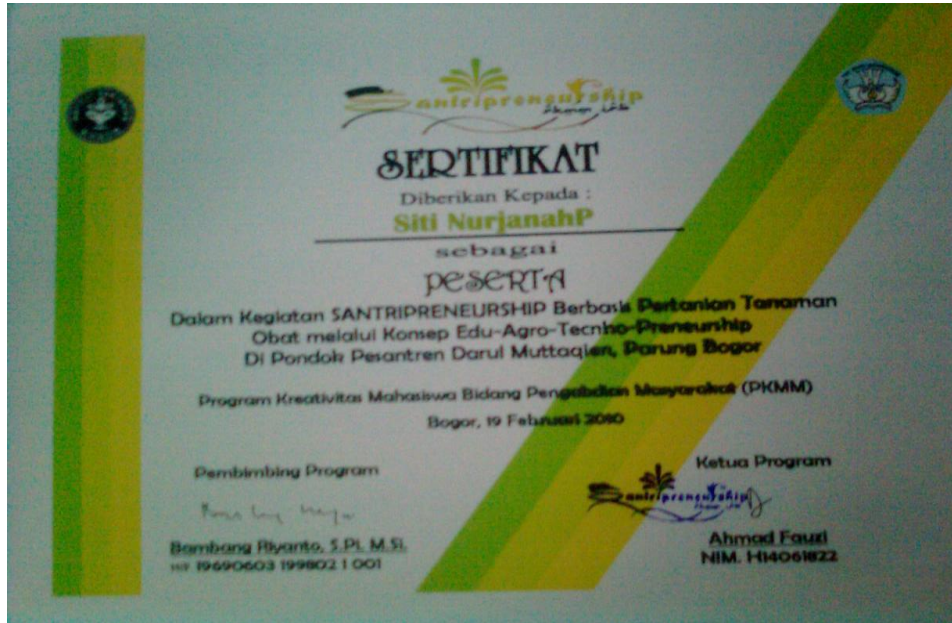 Santripreneurship
SERTIFIKAT
Diberikan Kepada :
Siti NurjanahP
sebagai
PESERTA
Dalam Kegiatan SANTRIPRENEURSHIP Berbasis Pertanian Tanaman
Obat melalui Konsep Edu-Agro-Tecnho-Preneurship
Di Pondok Pesantren Darul Muttaqien, Parung Bogor
Program Kreativitas Mahasiswa Bidang Pengabdian Masyarakat (PKMM)
Bogor, 19 Februari 2010
Pembimbing Program
Bambang Riyanto, S.Pi. M.Si.
NIP 19690603 199802 1 001
Ketua Program
Santripreneurship
Ahmad Fauzi
NIM. H14061822